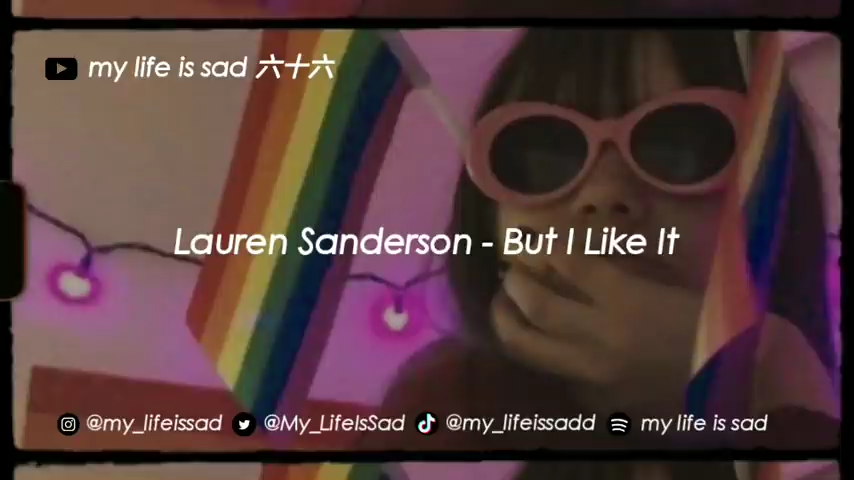 my life is sad 六十六
Lauren Sanderson - But I Like It
@my_lifeissad @My_LifeIsSad @my_lifeissadd my life is sad